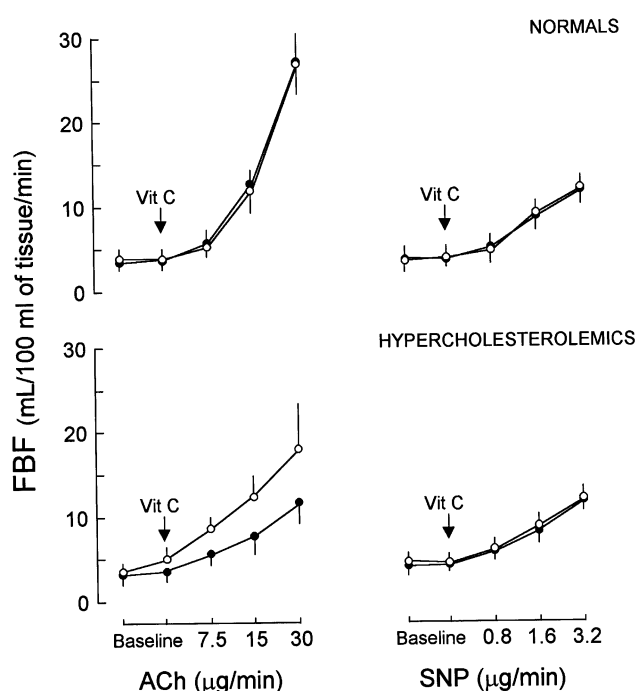 NORMALS
30
20
10
0
Vit C
Vit C
HYPERCHOLESTEROLEMICS
30
20
10
0
Vit C
Vit C
FBF (mL/100 ml of tissue/min)
Baseline 7.5 15 30
ACh (μg/min)
Baseline 0.8 1.6 3.2
SNP (μg/min)